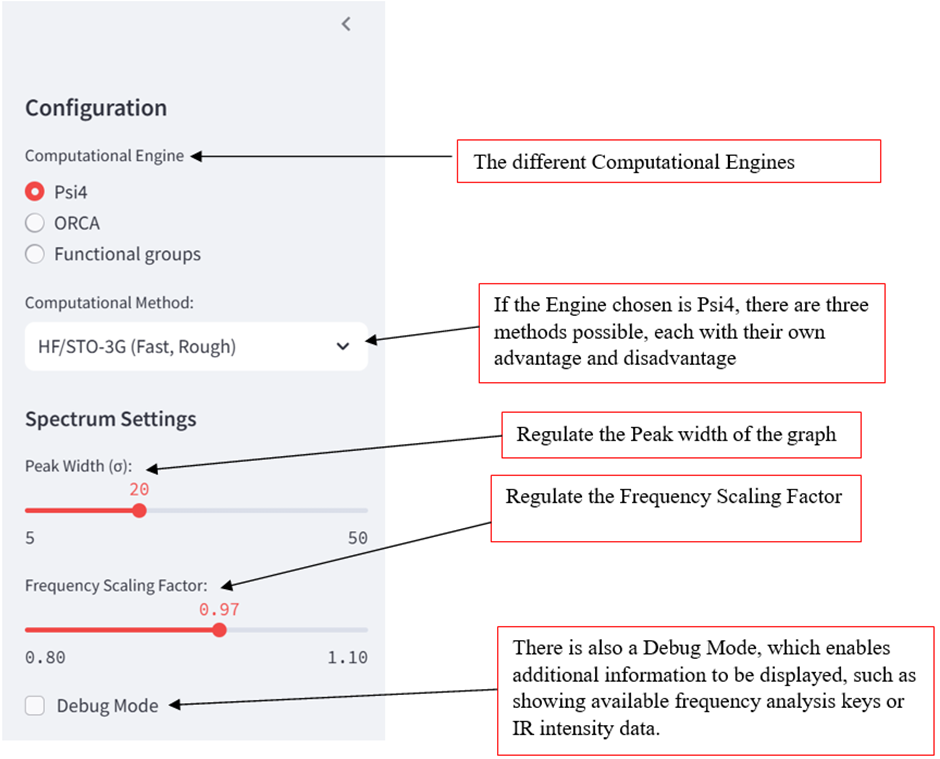 Configuration
Computational Engine
The different Computational Engines
Psi4
ORCA
Functional groups
Computational Method:
HF/STO-3G (Fast, Rough)
If the Engine chosen is Psi4, there are three
methods possible, each with their own
advantage and disadvantage
Spectrum Settings
Regulate the Peak width of the graph
Peak Width (σ):
20
5
50
Regulate the Frequency Scaling Factor
Frequency Scaling Factor:
0.97
0.80
1.10
Debug Mode
There is also a Debug Mode, which enables
additional information to be displayed, such as
showing available frequency analysis keys or
IR intensity data.